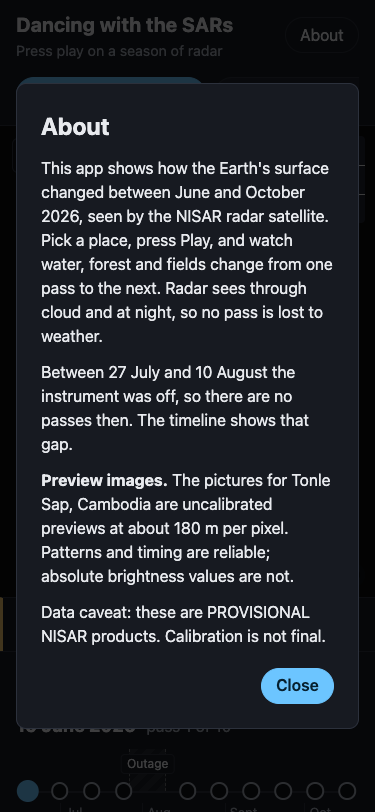 Dancing with the SARs
Press play on a season of radar
About
About
This app shows how the Earth's surface
changed between June and October
2026, seen by the NISAR radar satellite.
Pick a place, press Play, and watch
water, forest and fields change from one
pass to the next. Radar sees through
cloud and at night, so no pass is lost to
weather.
Between 27 July and 10 August the
instrument was off, so there are no
passes then. The timeline shows that
gap.
Preview images. The pictures for Tonle
Sap, Cambodia are uncalibrated
previews at about 180 m per pixel.
Patterns and timing are reliable;
absolute brightness values are not.
Data caveat: these are PROVISIONAL
NISAR products. Calibration is not final.
Close
Outage
Jul
Aug
Sept
Oct